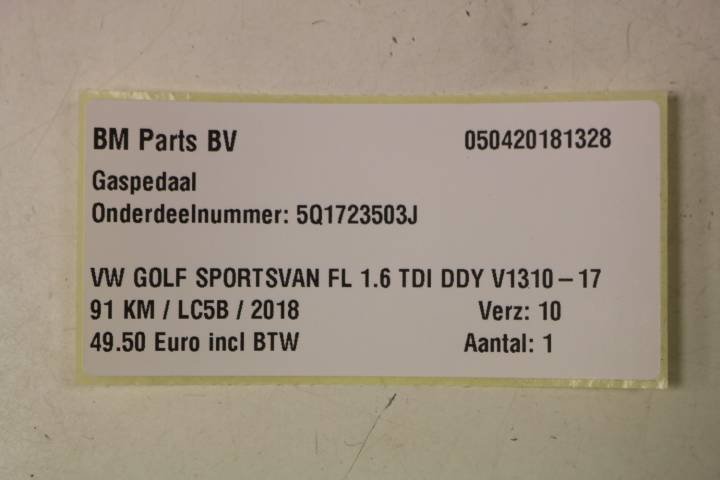 BM Parts BV 050420181328
Gaspedaal
Onderdeelnummer: 5Q1723503J
VW GOLF SPORTSVAN FL 1.6 TDI DDY V1310 – 17
91 KM / LC5B / 2018 Verz: 10
49.50 Euro incl BTW Aantal: 1